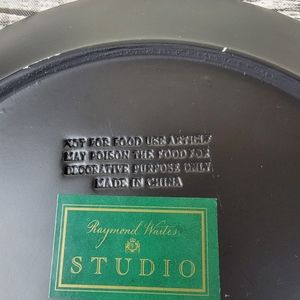 NOT FOR FOOD USE ARTICLE
MAY POISON THE FOOD FOR
DECORATIVE PURPOSE ONLY
MADE IN CHINA
Raymond Waites
STUDIO